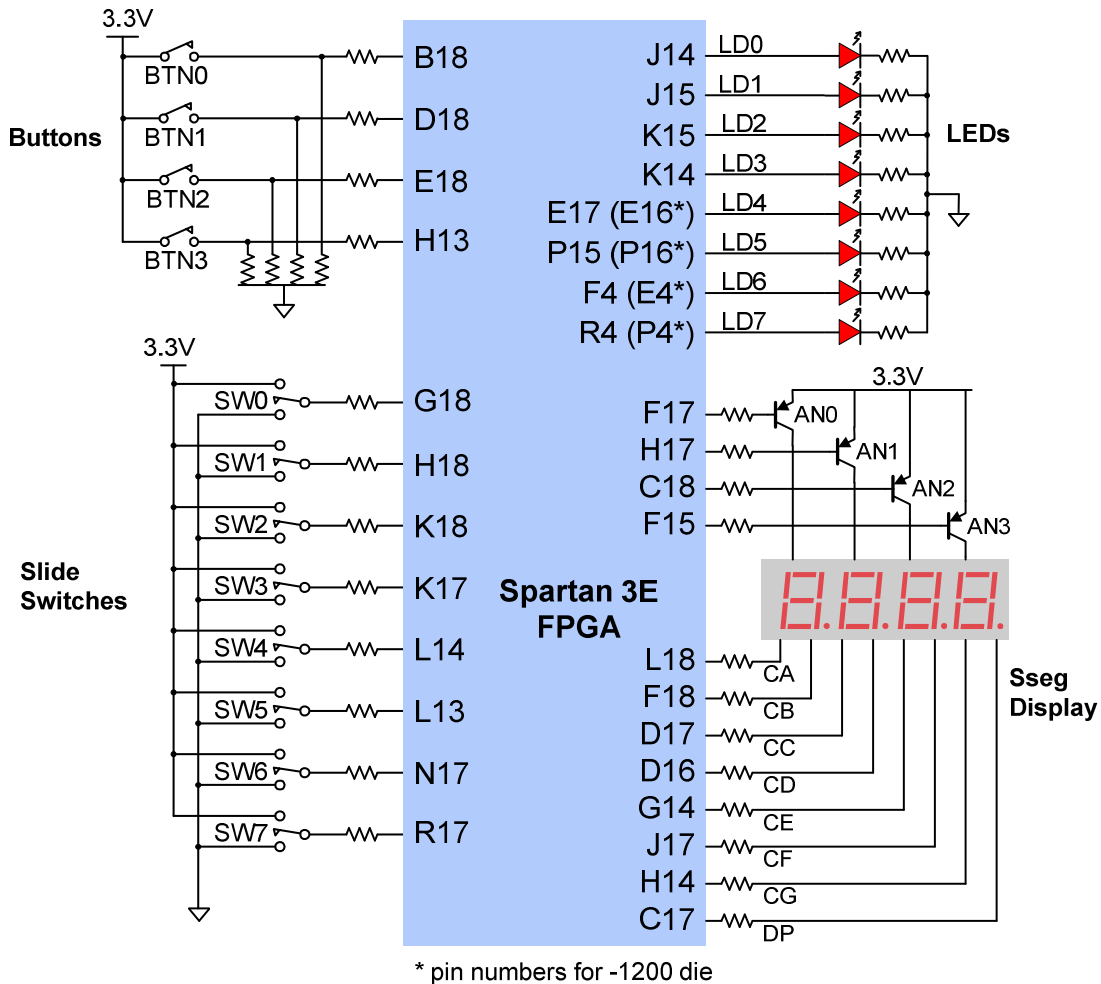 3.3V
BTN0
BTN1
BTN2
BTN3
Buttons
B18
D18
E18
H13
J14
J15
K15
K14
E17 (E16*)
P15 (P16*)
F4 (E4*)
R4 (P4*)
LD0
LD1
LD2
LD3
LD4
LD5
LD6
LD7
LEDs
3.3V
SW0
SW1
SW2
SW3
SW4
SW5
SW6
SW7
Slide
Switches
G18
H18
K18
K17
L14
L13
N17
R17
Spartan 3E
FPGA
F17
H17
C18
F15
3.3V
AN0
AN1
AN2
AN3
8.8.8.8.
Sseg
Display
L18
F18
D17
D16
G14
J17
H14
C17
CA
CB
CC
CD
CE
CF
CG
DP
* pin numbers for -1200 die